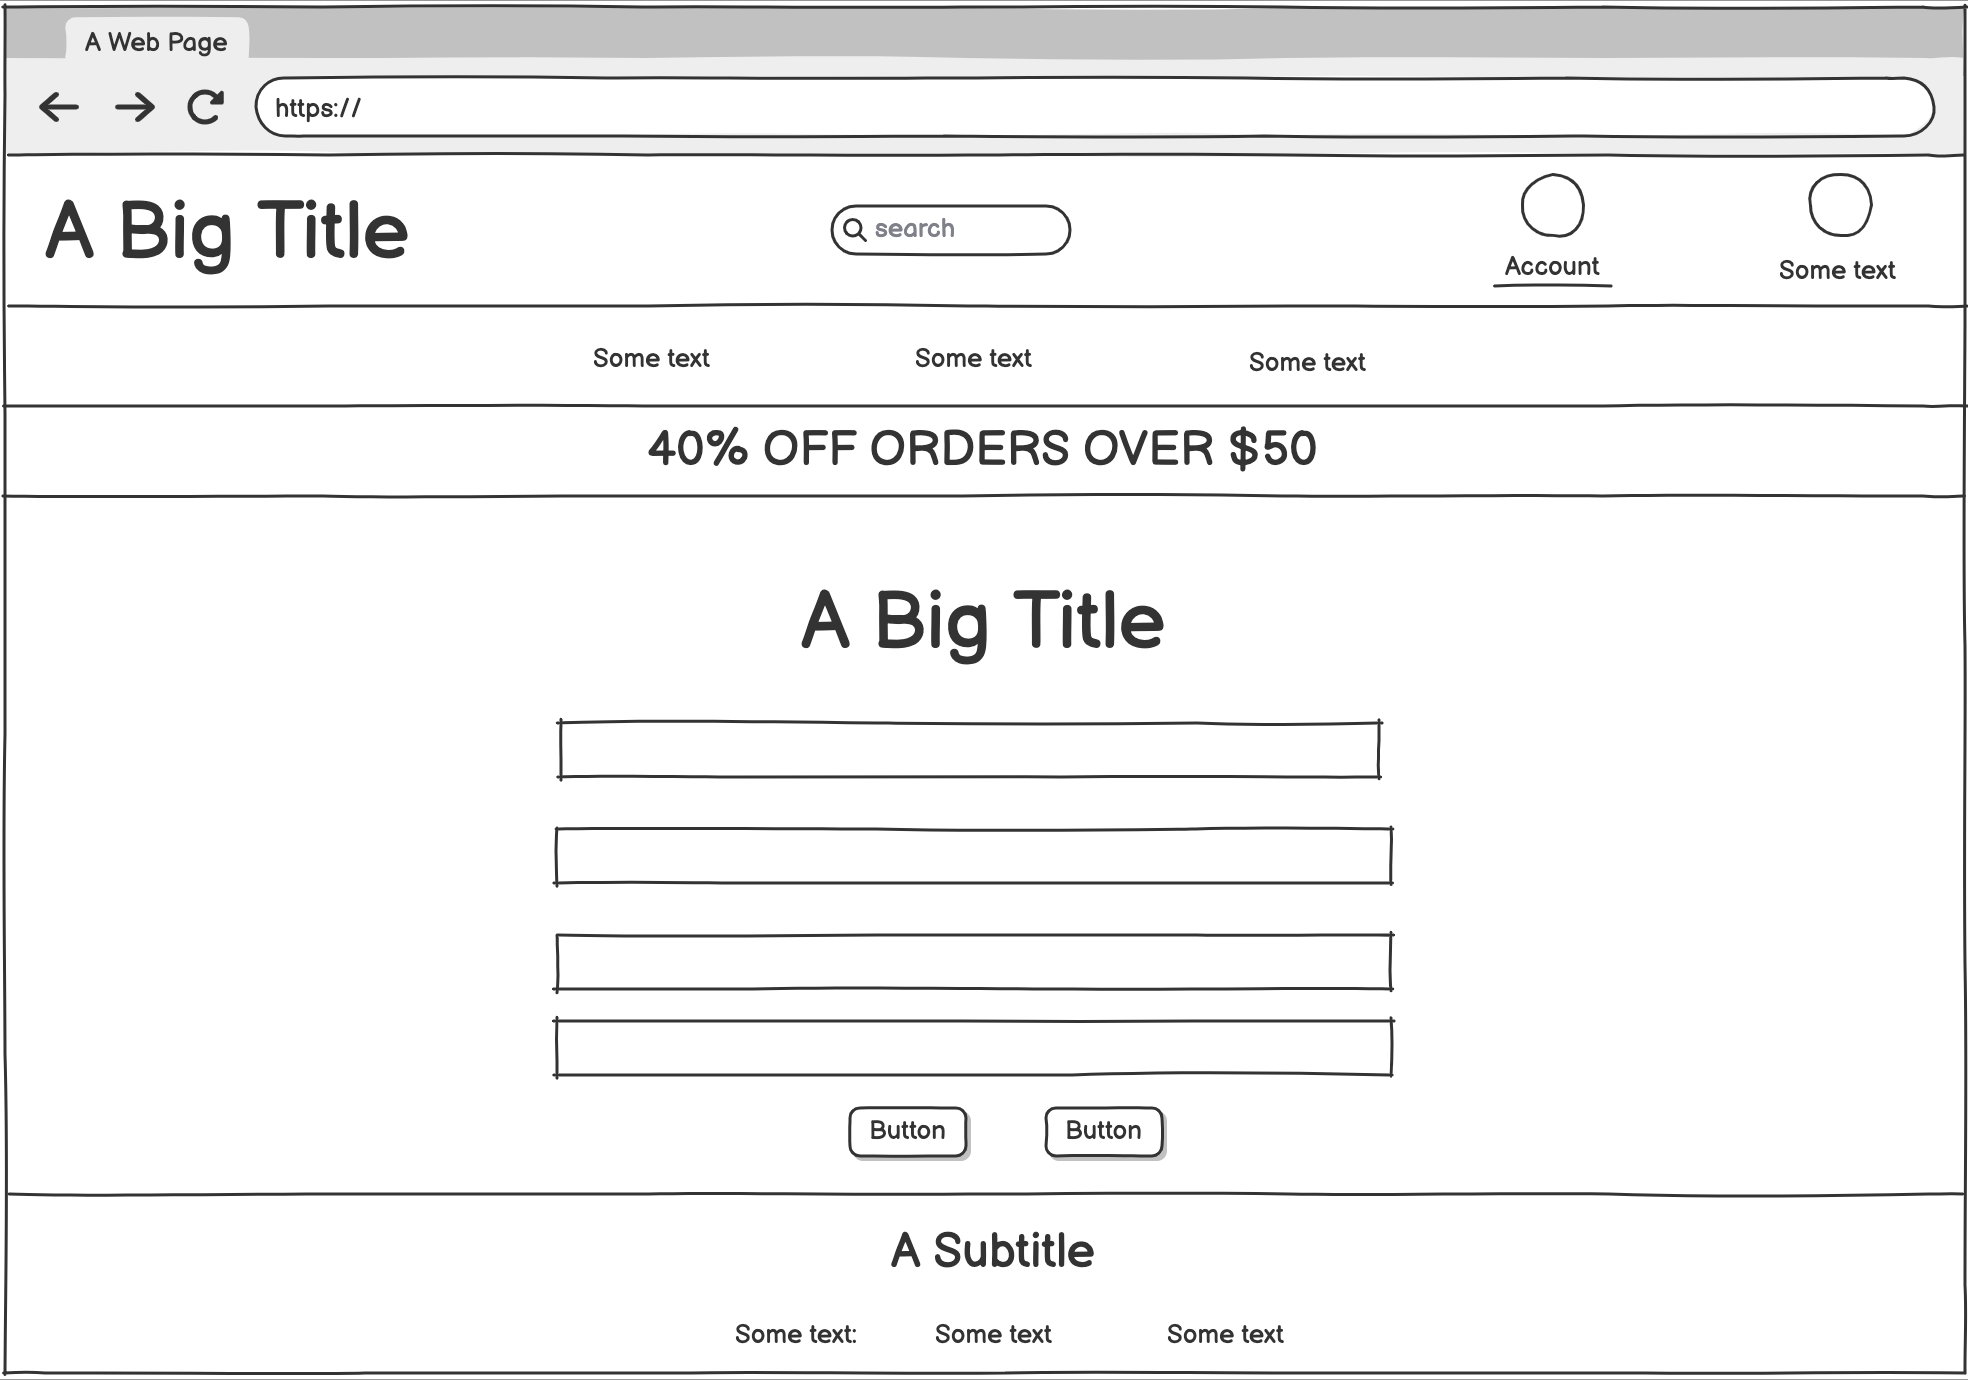 A Web Page
https://
A Big Title
search
Account
Some text
Some text
Some text
Some text
40% OFF ORDERS OVER $50
A Big Title
Button
Button
A Subtitle
Some text:
Some text
Some text